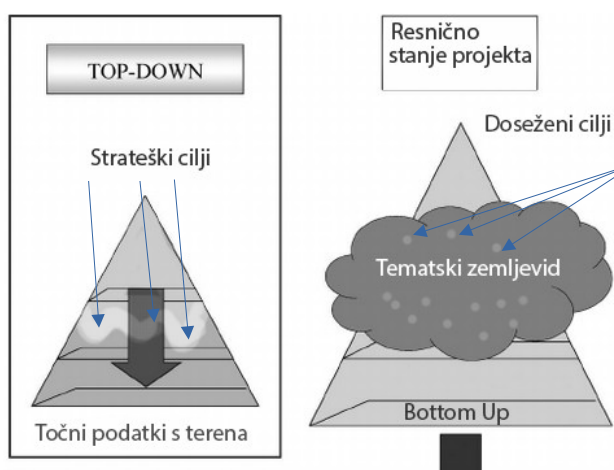 TOP-DOWN
Strateški cilji
Točni podatki s terena
Resnično
stanje projekta
Doseženi cilji
Tematski zemljevid
Bottom Up